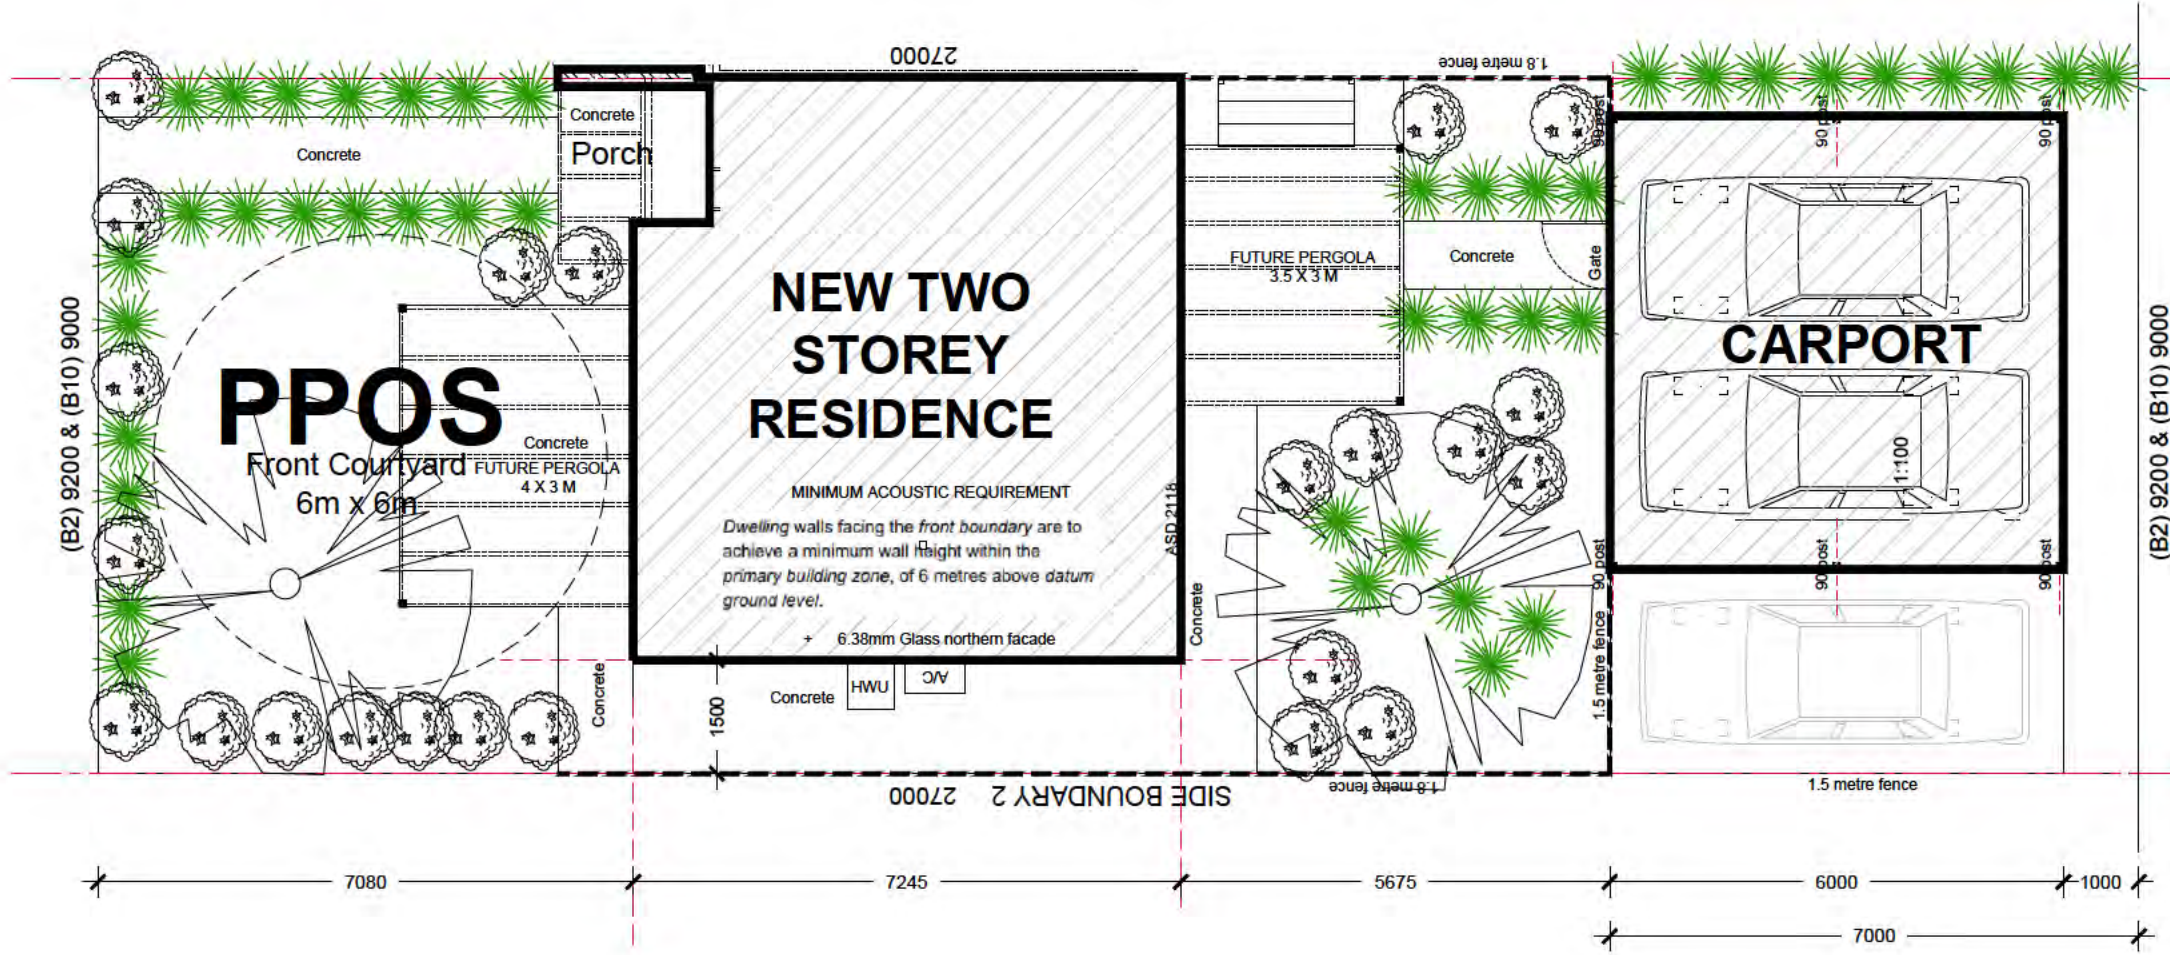 27000
1.8 metre fence
Concrete
Porch
Concrete
90 post
90 post
90 post
(B2) 9200 & (B10) 9000
NEW TWO
STOREY
RESIDENCE
FUTURE PERGOLA
3.5 X 3 M
Concrete
Gate
CARPORT
1:100
(B2) 9200 & (B10) 9000
PPOS
Front Courtyard
6m x 6m
Concrete
FUTURE PERGOLA
4 X 3 M
MINIMUM ACOUSTIC REQUIREMENT
Dwelling walls facing the front boundary are to
achieve a minimum wall height within the
primary building zone, of 6 metres above datum
ground level.
+ 6.38mm Glass northern facade
ASD 2118
Concrete
90 post
90 post
90 post
Concrete
1500
Concrete
HWU
A/C
1.5 metre fence
27000
SIDE BOUNDARY 2
1.8 metre fence
1.5 metre fence
7080
7245
5675
6000
1000
7000